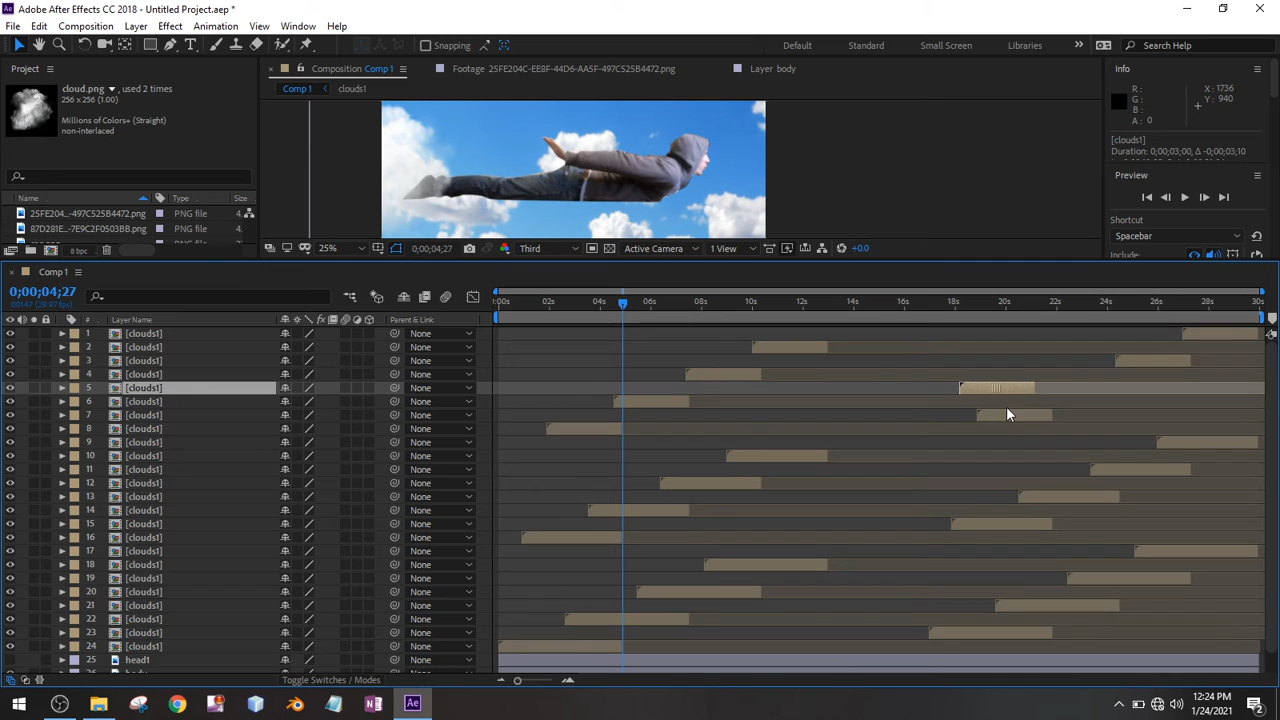 Adobe After Effects CC 2018 - Untitled Project.aep *
File Edit Composition Layer Effect Animation View Window Help
Snapping Default Standard Small Screen Libraries Search Help
Project Composition Comp 1 Footage 25FE204C-EE8F-44D6-AA5F-497C525B4472.png Layer body Info
cloud.png , used 2 times
256 x 256 (1.00)
Comp 1 clouds1
R : X : 1736
G : Y : 940
B :
A : 0
Millions of Colors+ (Straight)
non-interlaced
[clouds1]
Duration: 0;00;03;00, Δ -0;00;03;10
Preview
Name Type Size
25FE204...-497C525B4472.png PNG file 4.
87D281E...-7E9C2F0503BB.png PNG file 4.
Shortcut
Spacebar
Include:
8 bpc
25% 0;00;04;27 Third Active Camera 1 View +0.0
Comp 1
0;00;04;27
00147 (29.97 fps)
:00s 02s 04s 06s 08s 10s 12s 14s 16s 18s 20s 22s 24s 26s 28s 30s
# Layer Name fx Parent & Link
1 [clouds1] None
2 [clouds1] None
3 [clouds1] None
4 [clouds1] None
5 [clouds1] None
6 [clouds1] None
7 [clouds1] None
8 [clouds1] None
9 [clouds1] None
10 [clouds1] None
11 [clouds1] None
12 [clouds1] None
13 [clouds1] None
14 [clouds1] None
15 [clouds1] None
16 [clouds1] None
17 [clouds1] None
18 [clouds1] None
19 [clouds1] None
20 [clouds1] None
21 [clouds1] None
22 [clouds1] None
23 [clouds1] None
24 [clouds1] None
25 head1 None
Toggle Switches / Modes
12:24 PM
1/24/2021